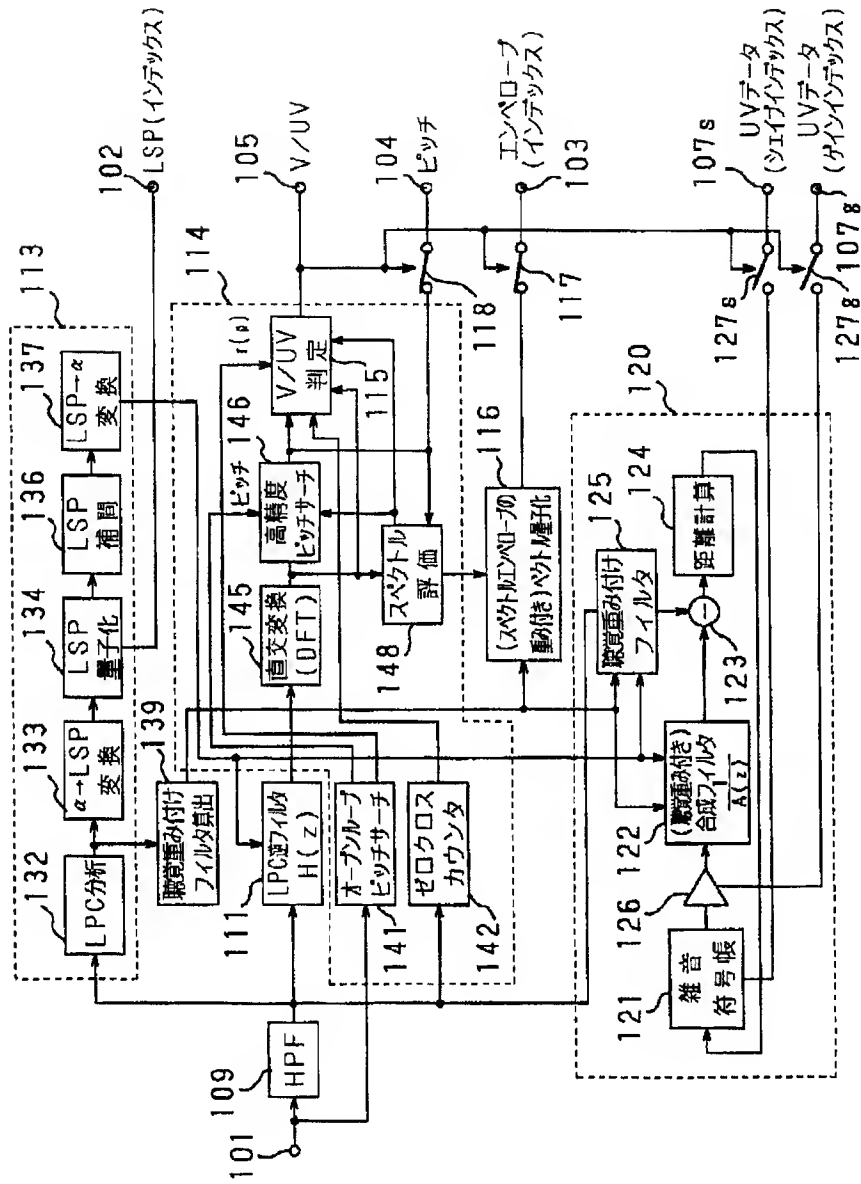 101
109
HPF
113
132
LPC分析
133
α→LSP
変換
134
LSP
量子化
136
LSP
補間
137
LSP→α
変換
102
LSP(インデックス)
139
聴覚重み付け
フィルタ算出
111
LPC逆フィルタ
H(z)
114
145
直交変換
(DFT)
ピッチ
146
高精度
ピッチサーチ
r(p)
V/UV
判定
115
105
V/UV
118
104
ピッチ
148
スペクトル
評価
オープンループ
ピッチサーチ
141
ゼロクロス
カウンタ
142
116
(スペクトルエンベロープの
重み付き)ベクトル量子化
117
103
エンベロープ
(インデックス)
120
121
雑音
符号帳
126
122
(聴覚重み付き)
合成フィルタ
1
A(z)
125
聴覚重み付け
フィルタ
123
124
距離計算
127s
107s
UVデータ
(シェイプインデックス)
127g
107g
107g
UVデータ
(ゲインインデックス)